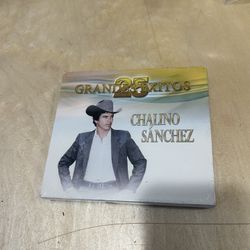 25
GRANDES ÉXITOS
CHALINO
SÁNCHEZ